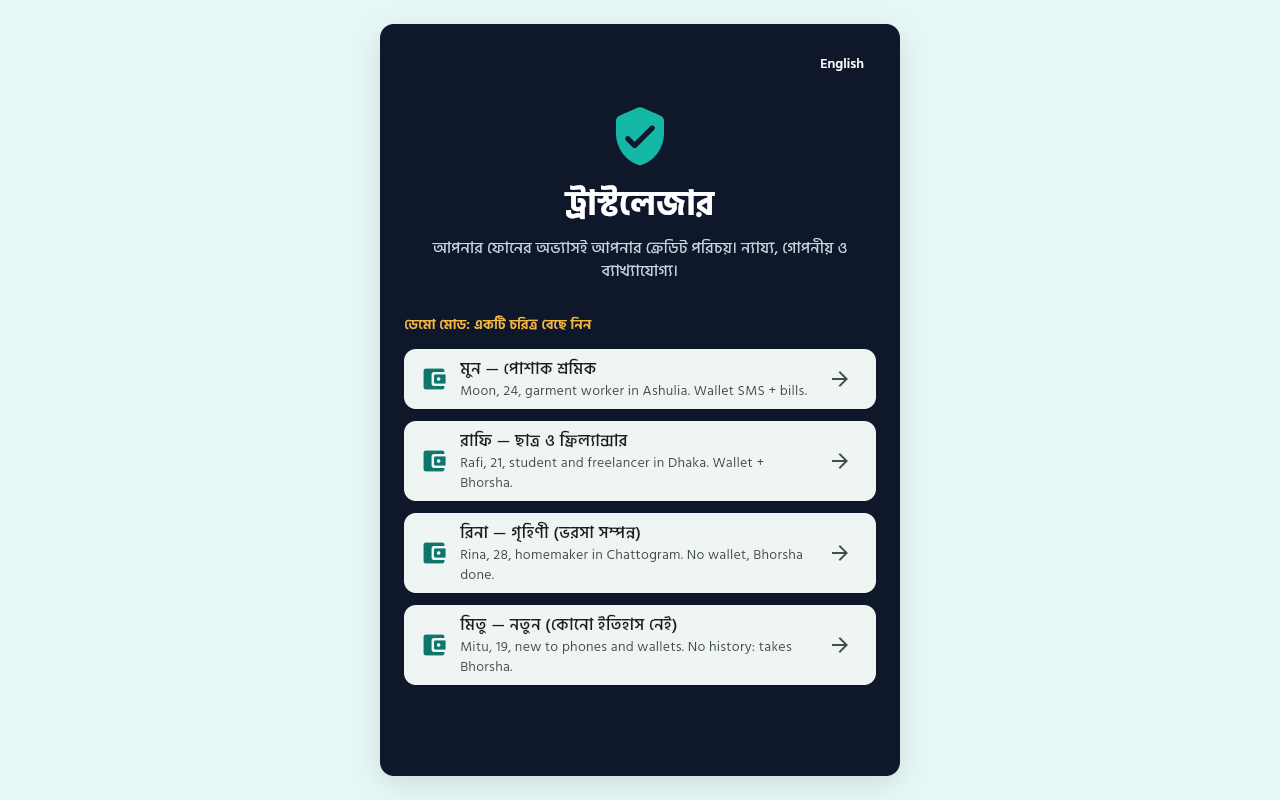 English
ট্রাস্টলেজার
আপনার ফোনের অভ্যাসই আপনার ক্রেডিট পরিচয়। ন্যায্য, গোপনীয় ও
ব্যাখ্যাযোগ্য।
ডেমো মোড: একটি চরিত্র বেছে নিন
মুন — পোশাক শ্রমিক
Moon, 24, garment worker in Ashulia. Wallet SMS + bills.
রাফি — ছাত্র ও ফ্রিল্যান্সার
Rafi, 21, student and freelancer in Dhaka. Wallet +
Bhorsha.
রিনা — গৃহিণী (ভরসা সম্পন্ন)
Rina, 28, homemaker in Chattogram. No wallet, Bhorsha
done.
মিতু — নতুন (কোনো ইতিহাস নেই)
Mitu, 19, new to phones and wallets. No history: takes
Bhorsha.